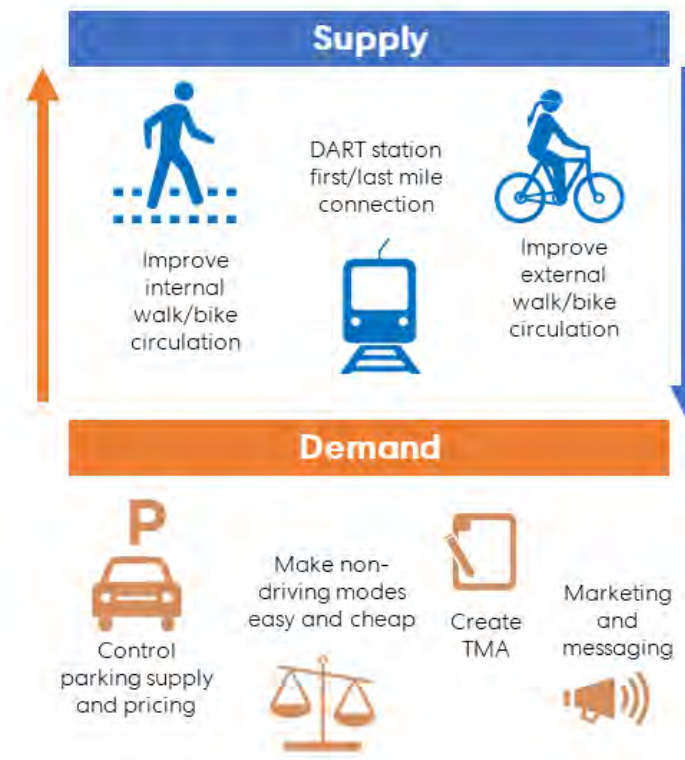 Supply
DART station
first/last mile
connection
Improve
internal
walk/bike
circulation
Improve
external
walk/bike
circulation
Demand
P
Control
parking supply
and pricing
Make non-
driving modes
easy and cheap
Create
TMA
Marketing
and
messaging